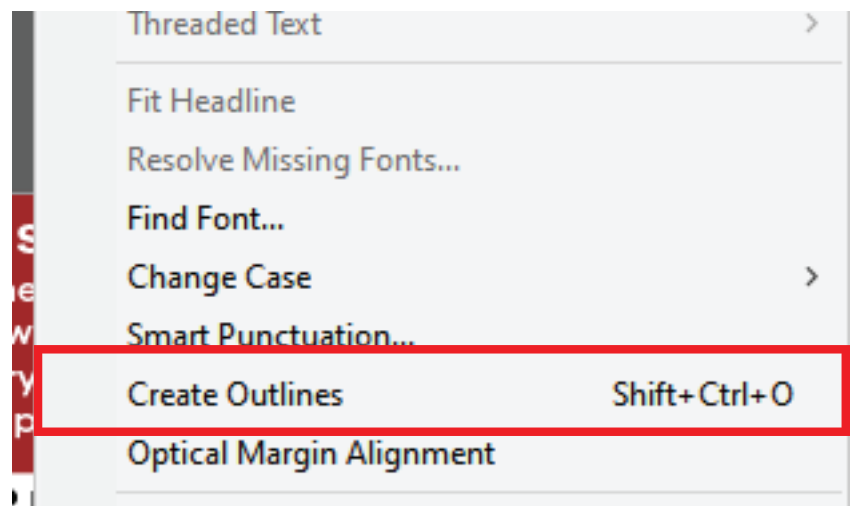 Threaded Text
Fit Headline
Resolve Missing Fonts...
Find Font...
Change Case
Smart Punctuation...
Create Outlines Shift+Ctrl+O
Optical Margin Alignment